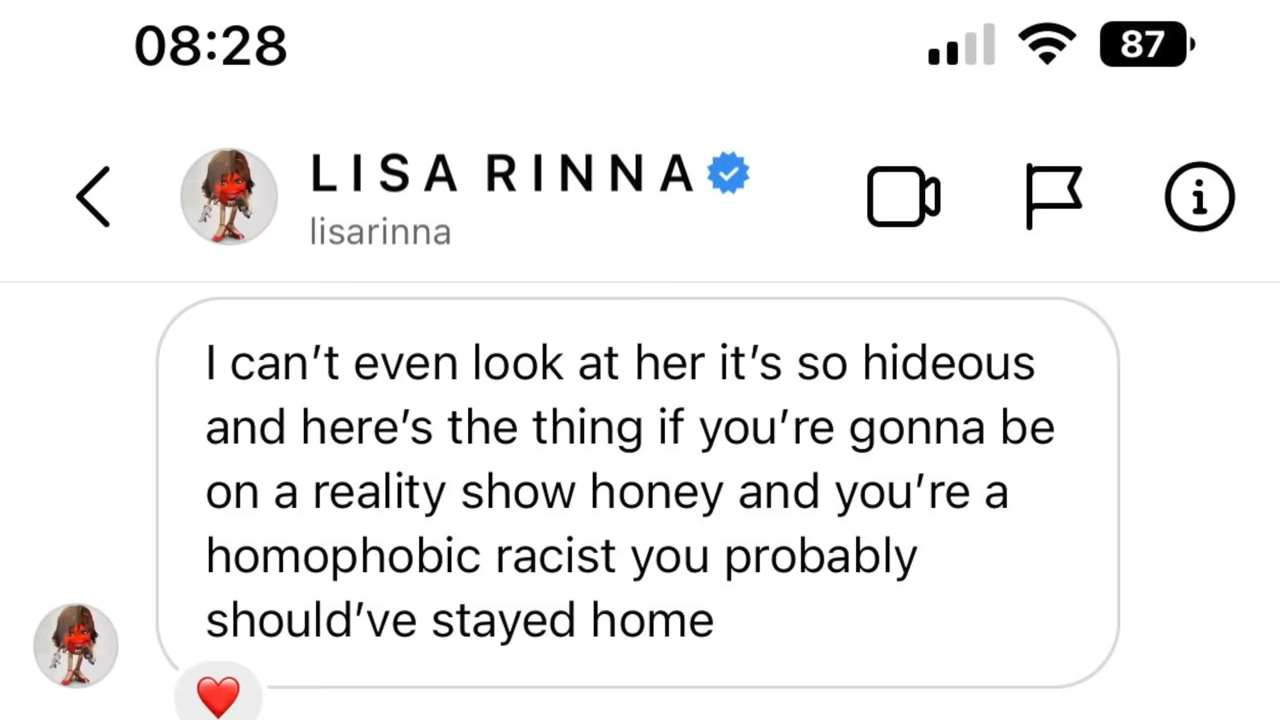 08:28
87
LISA RINNA
lisarinna
I can’t even look at her it’s so hideous
and here’s the thing if you’re gonna be
on a reality show honey and you’re a
homophobic racist you probably
should’ve stayed home